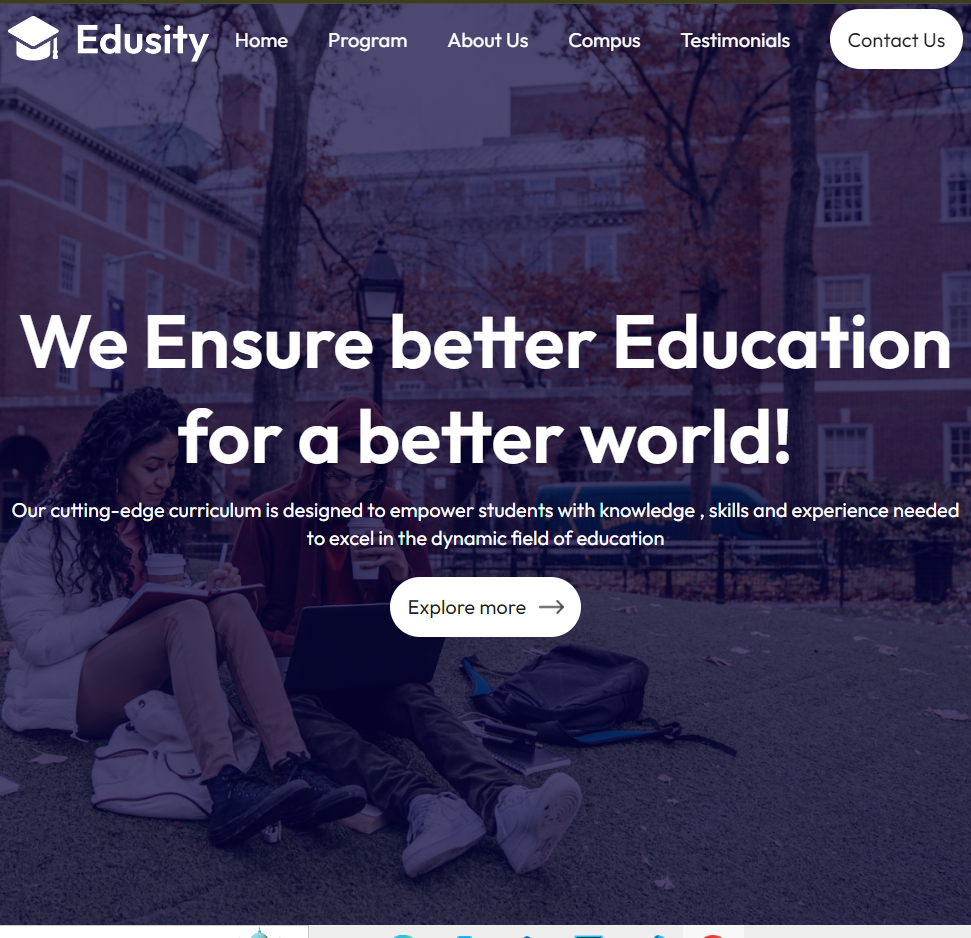 Edusity
Home
Program
About Us
Compus
Testimonials
Contact Us
We Ensure better Education
for a better world!
Our cutting-edge curriculum is designed to empower students with knowledge , skills and experience needed
to excel in the dynamic field of education
Explore more